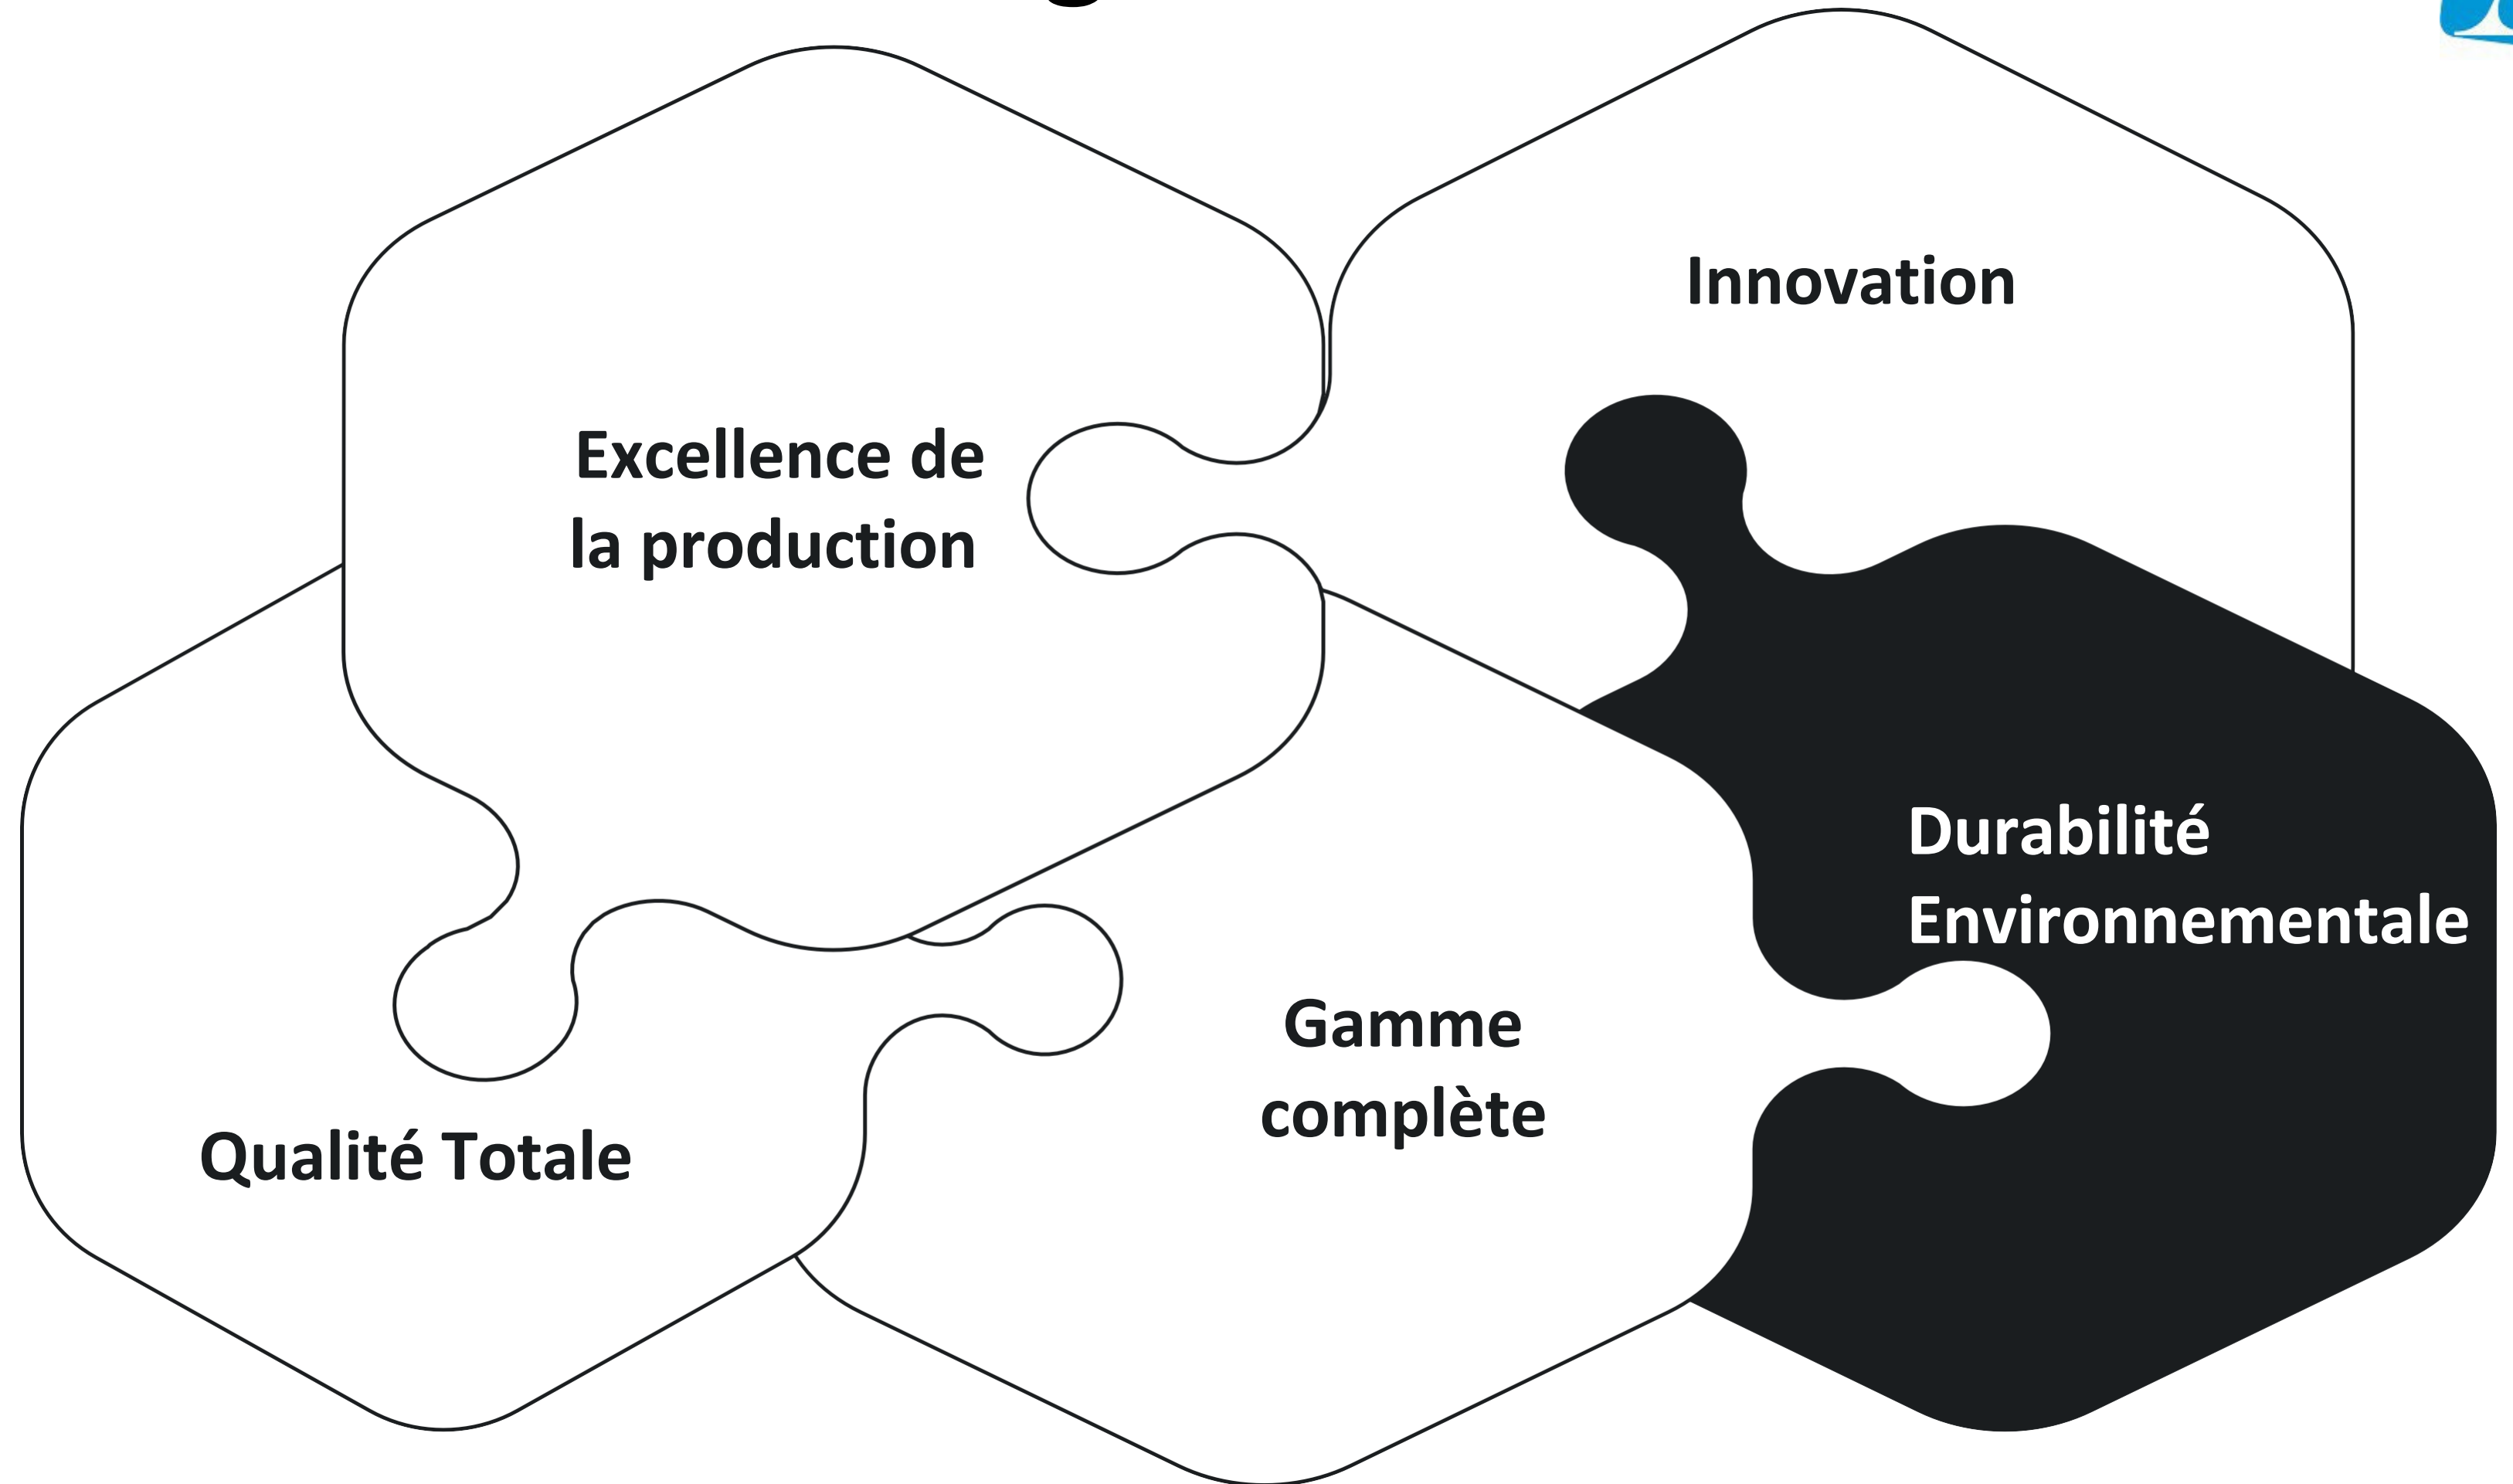 Innovation
Excellence de
la production
Durabilité
Environnementale
Gamme
complète
Qualité Totale